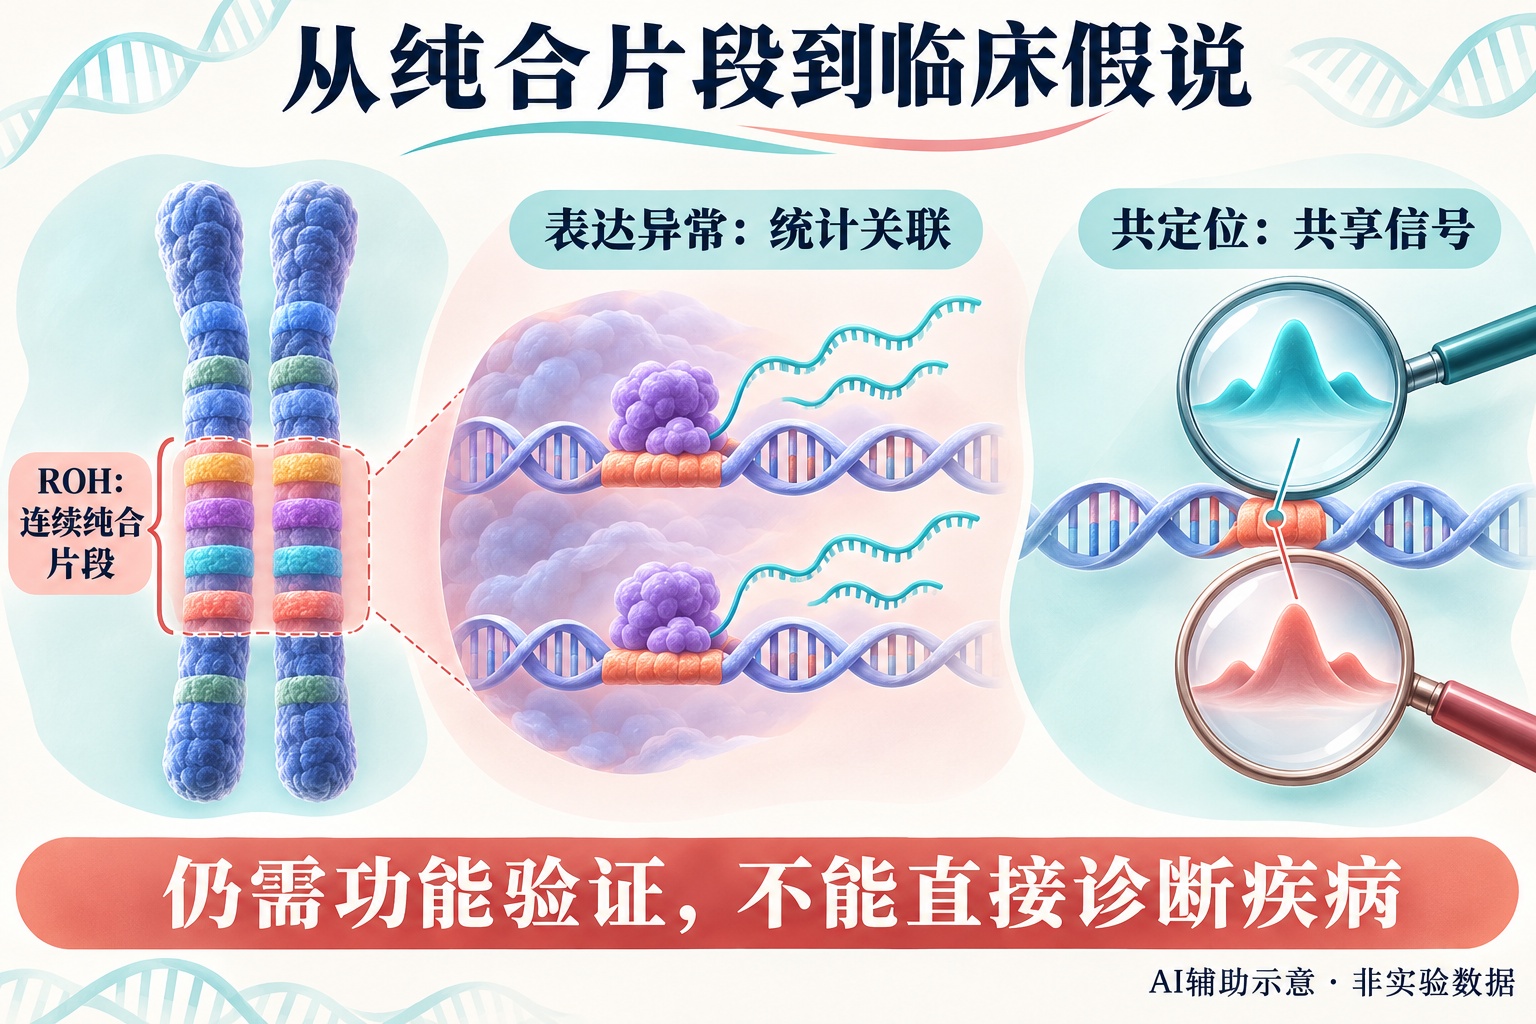 从纯合片段到临床假说
表达异常：统计关联
共定位：共享信号
ROH：
连续纯合
片段
仍需功能验证，不能直接诊断疾病
AI辅助示意·非实验数据